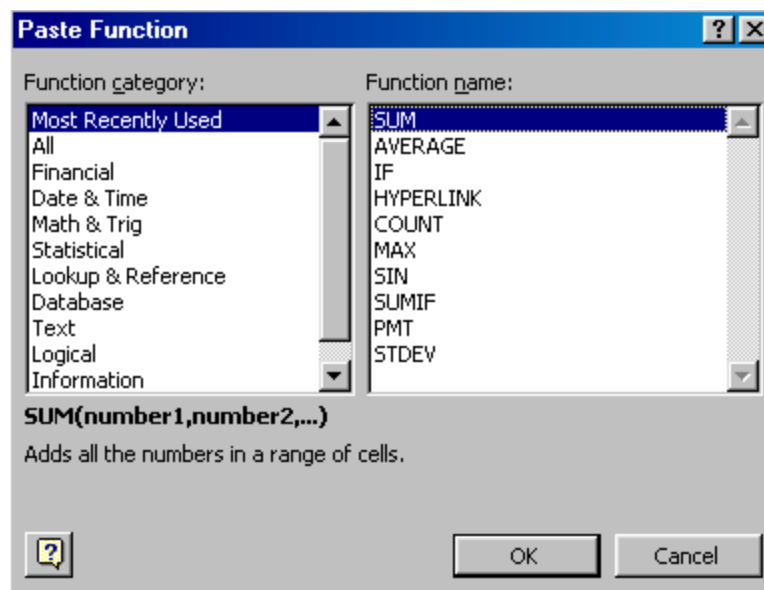 Paste Function
Function category:
Function name:
Most Recently Used
All
Financial
Date & Time
Math & Trig
Statistical
Lookup & Reference
Database
Text
Logical
Information
SUM
AVERAGE
IF
HYPERLINK
COUNT
MAX
SIN
SUMIF
PMT
STDEV
SUM(number1,number2,...)
Adds all the numbers in a range of cells.
OK
Cancel